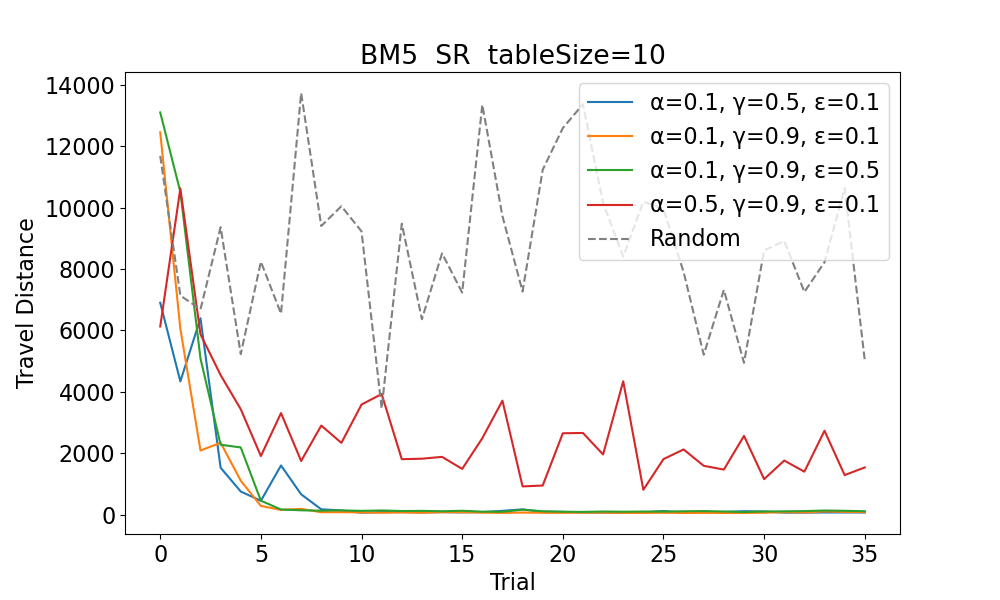 BM5 SR tableSize=10
14000
12000
10000
8000
6000
4000
2000
0
Travel Distance
α=0.1, γ=0.5, ε=0.1
α=0.1, γ=0.9, ε=0.1
α=0.1, γ=0.9, ε=0.5
α=0.5, γ=0.9, ε=0.1
Random
0 5 10 15 20 25 30 35
Trial